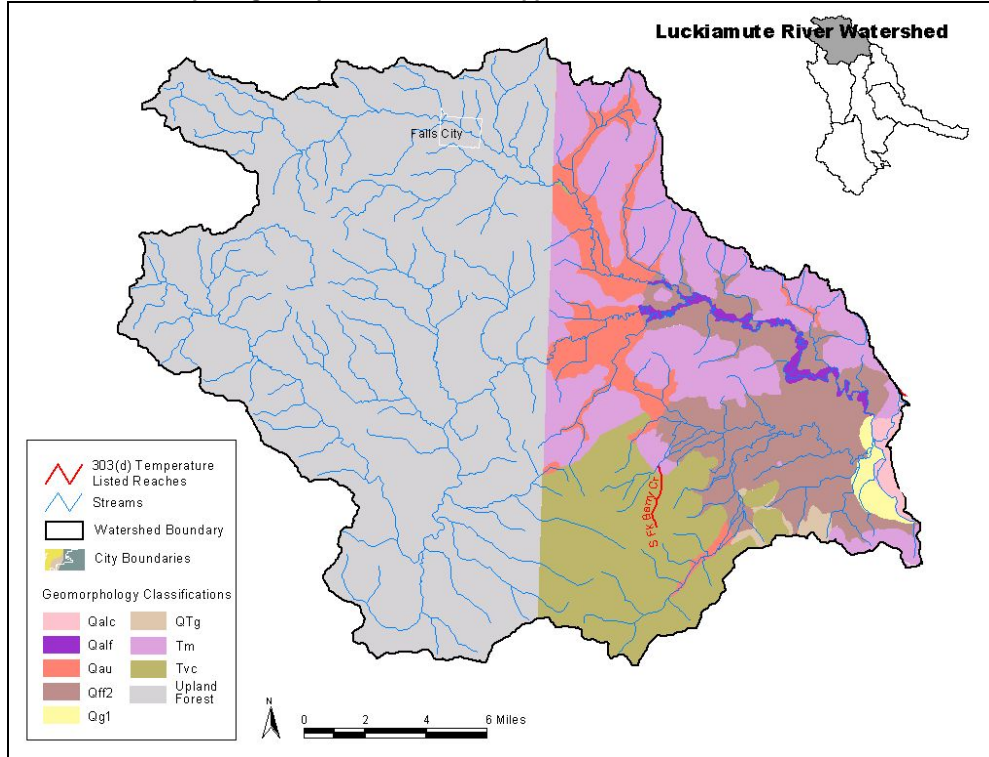 Luckiamute River Watershed
Falls City
S Fk Berry Cr
303(d) Temperature
Listed Reaches
Streams
Watershed Boundary
City Boundaries
Geomorphology Classifications
Qalc
QTg
Qalf
Tm
Qau
Tvc
Qff2
Upland
Forest
Qg1
N
0 2 4 6 Miles